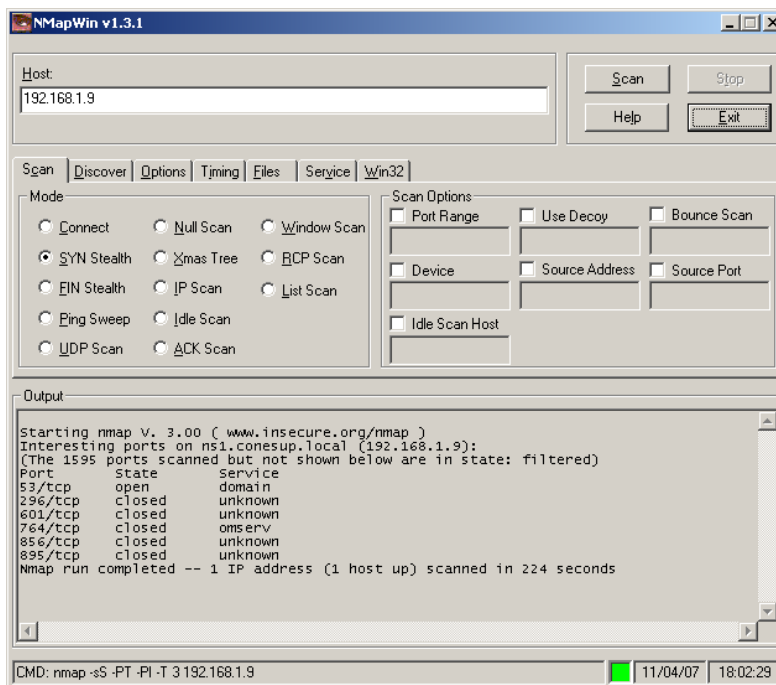 NMapWin v1.3.1
Host:
192.168.1.9
Scan
Stop
Help
Exit
Scan Discover Options Timing Files Service Win32
Mode
Connect Null Scan Window Scan
SYN Stealth Xmas Tree RCP Scan
FIN Stealth IP Scan List Scan
Ping Sweep Idle Scan
UDP Scan ACK Scan
Scan Options
Port Range Use Decoy Bounce Scan
Device Source Address Source Port
Idle Scan Host
Output
Starting nmap V. 3.00 ( www.insecure.org/nmap )
Interesting ports on ns1.conesup.local (192.168.1.9):
(The 1595 ports scanned but not shown below are in state: filtered)
Port State Service
53/tcp open domain
296/tcp closed unknown
601/tcp closed unknown
764/tcp closed omserv
856/tcp closed unknown
895/tcp closed unknown
Nmap run completed -- 1 IP address (1 host up) scanned in 224 seconds
CMD: nmap -sS -PT -PI -T 3 192.168.1.9 11/04/07 18:02:29